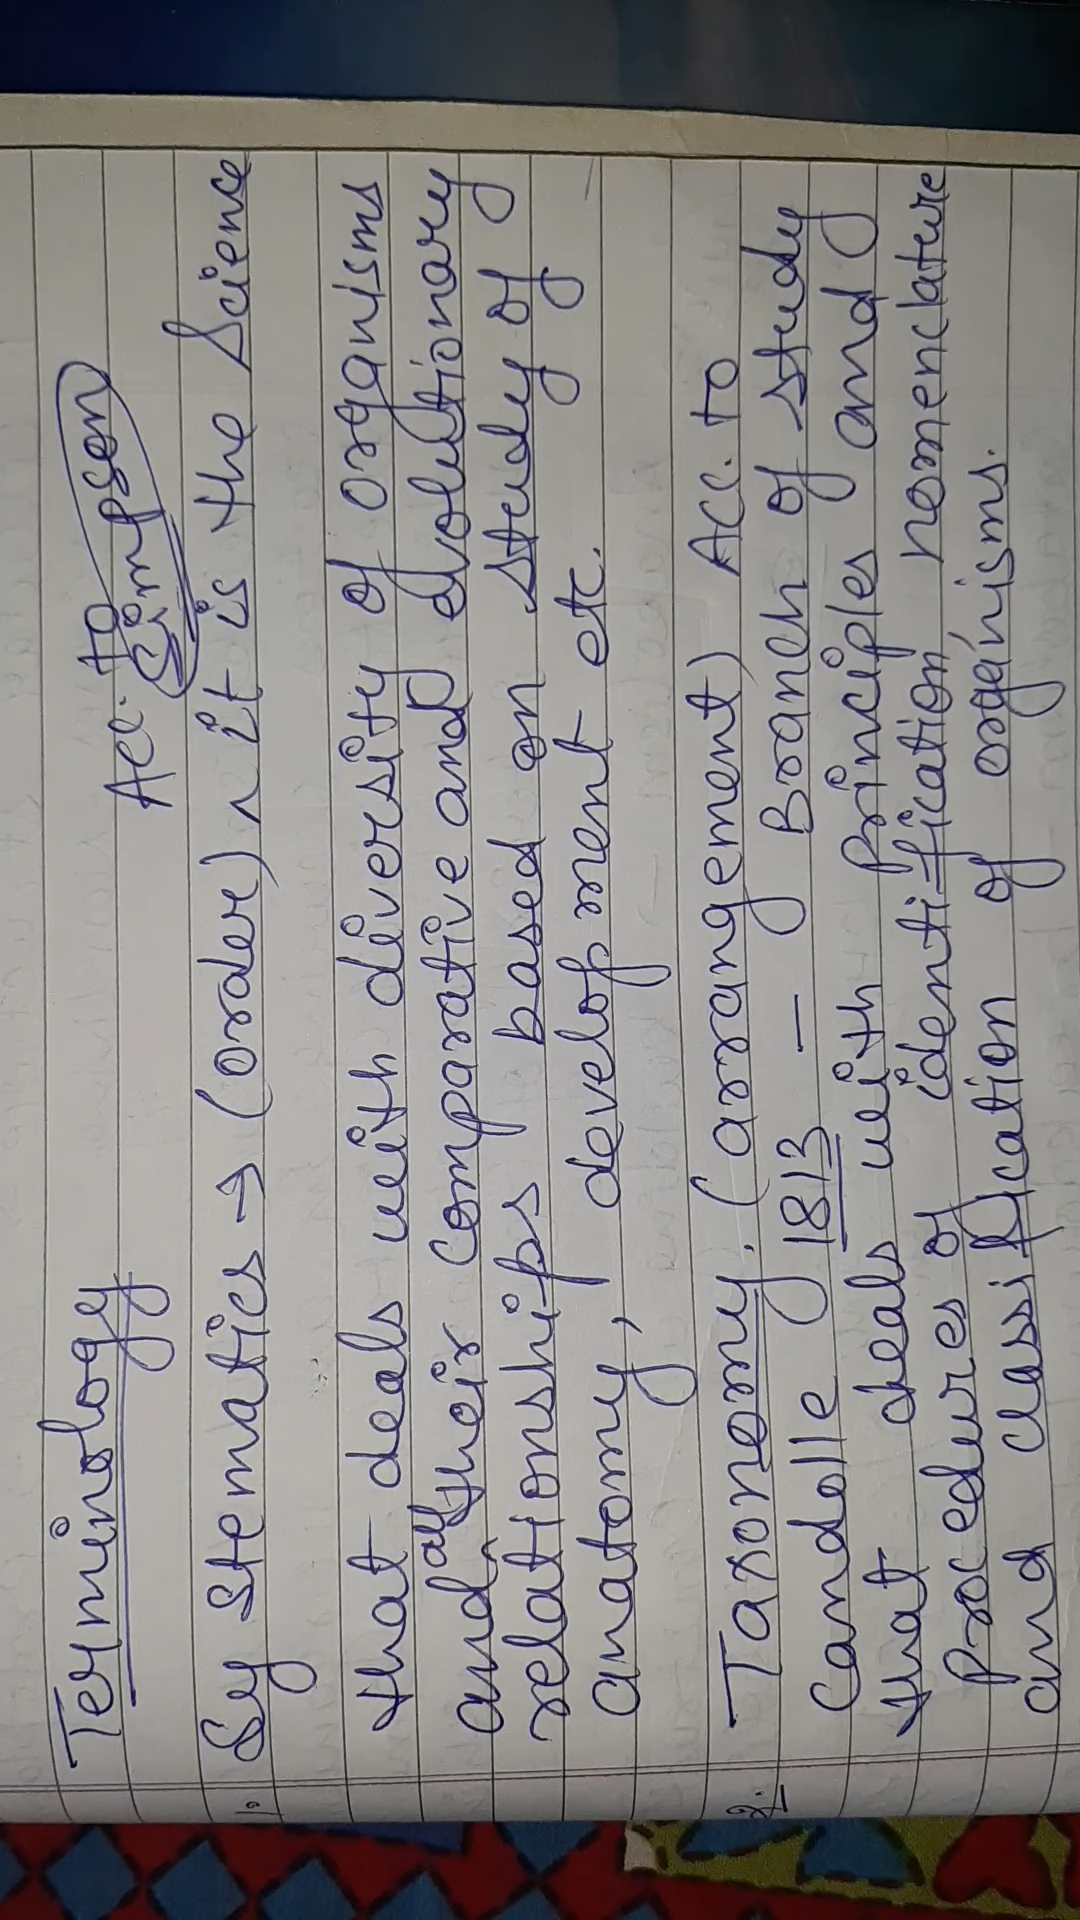 Terminology
Acc. to Simpson
1. Systematics → (order) ~ it is the Science
that deals with diversity of organisms
and all their comparative and evolutionary
relationships based on study of
anatomy, development etc.
2. Taxonomy. (arrangement) Acc. to
Candolle 1813 – Branch of study
that deals with principles and
procedures of identification nomenclature
and classification of organisms.